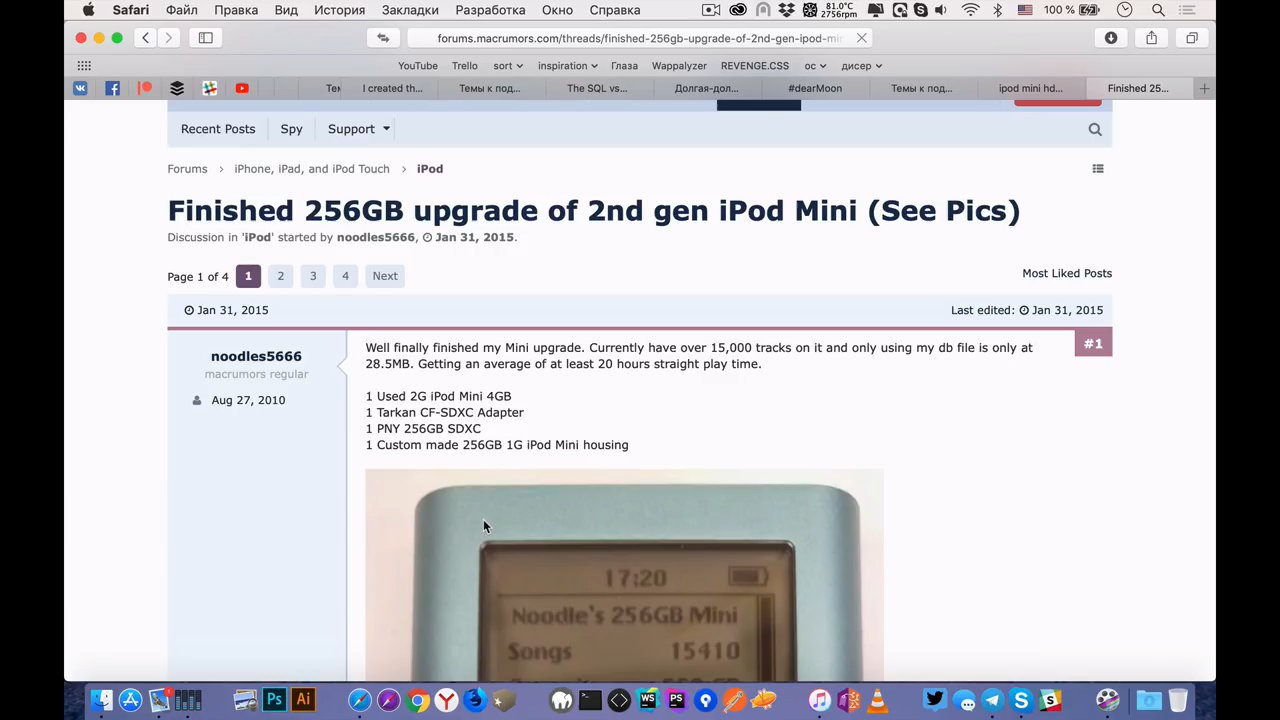 Safari Файл Правка Вид История Закладки Разработка Окно Справка 81.0°C 2756rpm 100 %
forums.macrumors.com/threads/finished-256gb-upgrade-of-2nd-gen-ipod-mi
YouTube Trello sort inspiration Глаза Wappalyzer REVENGE.CSS ос дисер
Тем I created th... Темы к под... The SQL vs... Долгая-дол... #dearMoon Темы к под... ipod mini hd... Finished 25...
Recent Posts Spy Support
Forums iPhone, iPad, and iPod Touch iPod
Finished 256GB upgrade of 2nd gen iPod Mini (See Pics)
Discussion in 'iPod' started by noodles5666, Jan 31, 2015.
Page 1 of 4 1 2 3 4 Next Most Liked Posts
Jan 31, 2015 Last edited: Jan 31, 2015
noodles5666
macrumors regular
Aug 27, 2010
#1
Well finally finished my Mini upgrade. Currently have over 15,000 tracks on it and only using my db file is only at
28.5MB. Getting an average of at least 20 hours straight play time.
1 Used 2G iPod Mini 4GB
1 Tarkan CF-SDXC Adapter
1 PNY 256GB SDXC
1 Custom made 256GB 1G iPod Mini housing
17:20
Noodle's 256GB Mini
Songs 15410
Ps Ai
WS PS